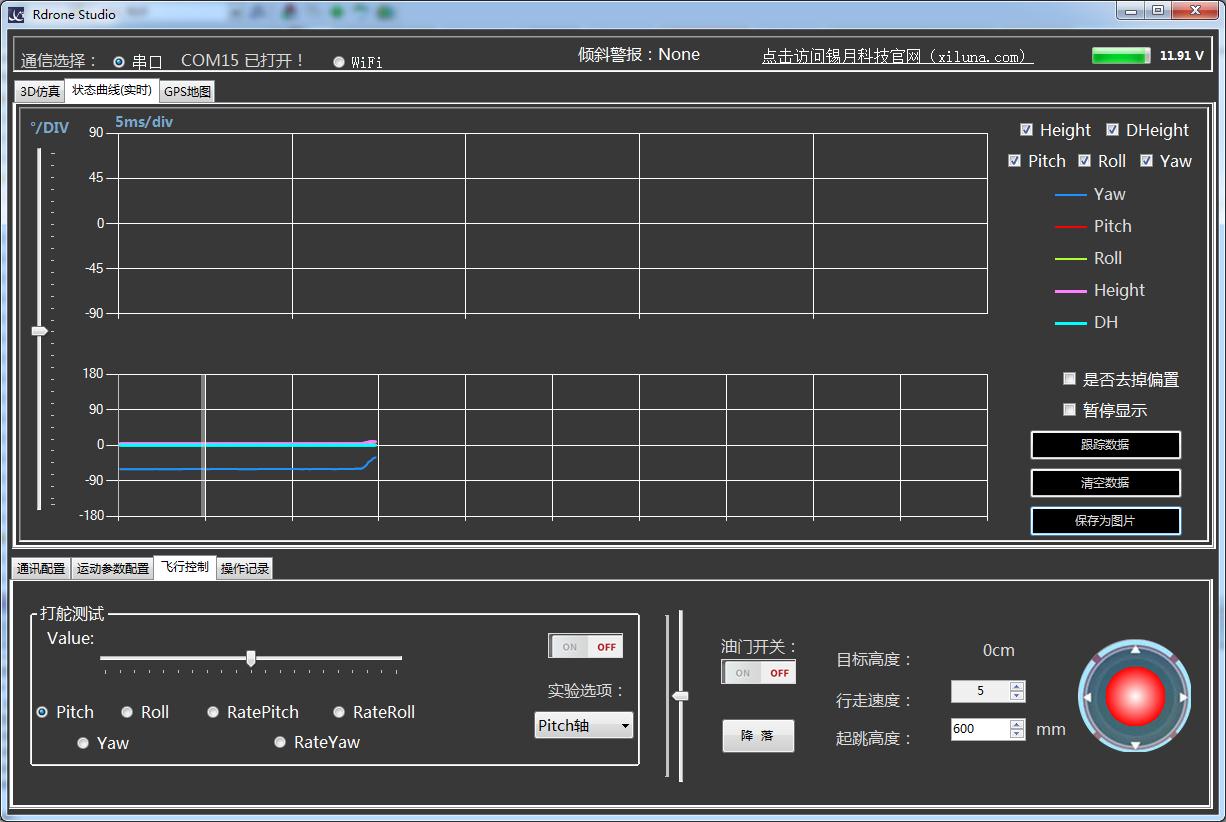 Rdrone Studio
通信选择： 串口 COM15 已打开！ WiFi 倾斜警报：None 点击访问锡月科技官网（xiluna.com） 11.91 V
3D仿真 状态曲线(实时) GPS地图
°/DIV 5ms/div
90
45
0
-45
-90
180
90
0
-90
-180
Height DHeight
Pitch Roll Yaw
Yaw
Pitch
Roll
Height
DH
是否去掉偏置
暂停显示
跟踪数据
清空数据
保存为图片
通讯配置 运动参数配置 飞行控制 操作记录
打舵测试
Value:
ON OFF
实验选项：
Pitch轴
Pitch Roll RatePitch RateRoll
Yaw RateYaw
油门开关：
ON OFF
降 落
目标高度： 0cm
行走速度： 5
起跳高度： 600 mm